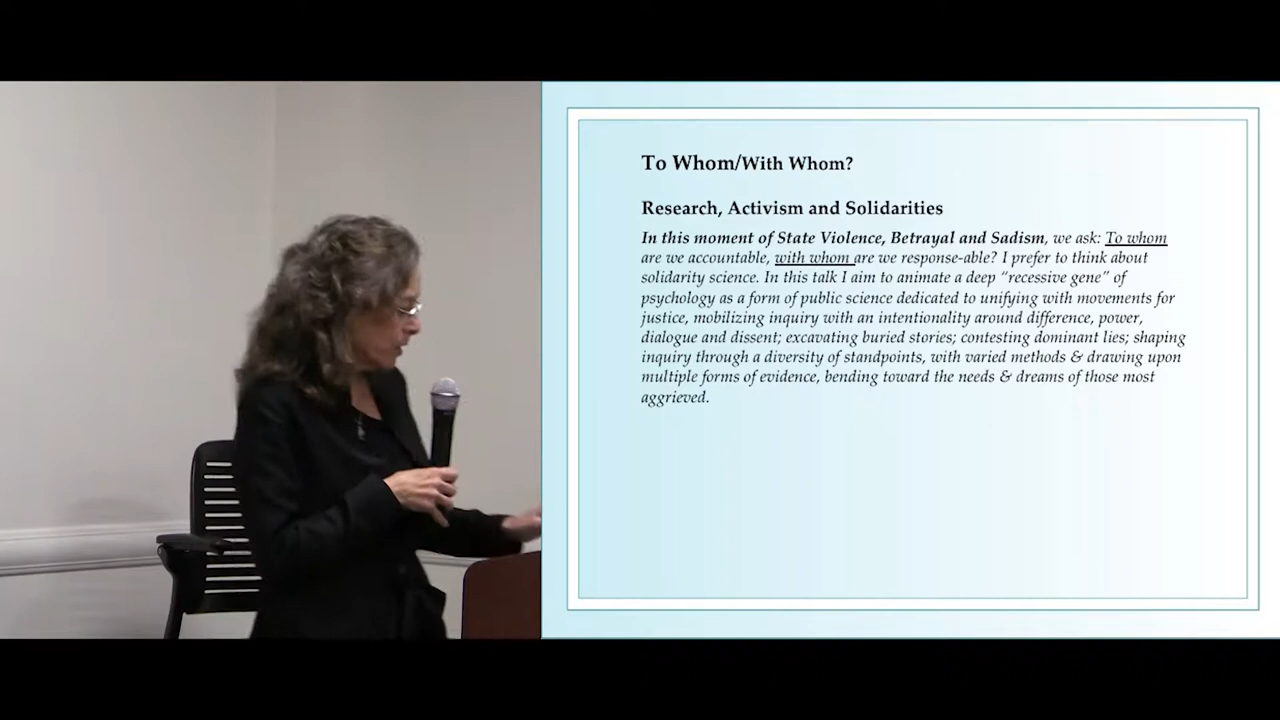 To Whom/With Whom?
Research, Activism and Solidarities
In this moment of State Violence, Betrayal and Sadism, we ask: To whom
are we accountable, with whom are we response-able? I prefer to think about
solidarity science. In this talk I aim to animate a deep “recessive gene” of
psychology as a form of public science dedicated to unifying with movements for
justice, mobilizing inquiry with an intentionality around difference, power,
dialogue and dissent; excavating buried stories; contesting dominant lies; shaping
inquiry through a diversity of standpoints, with varied methods & drawing upon
multiple forms of evidence, bending toward the needs & dreams of those most
aggrieved.